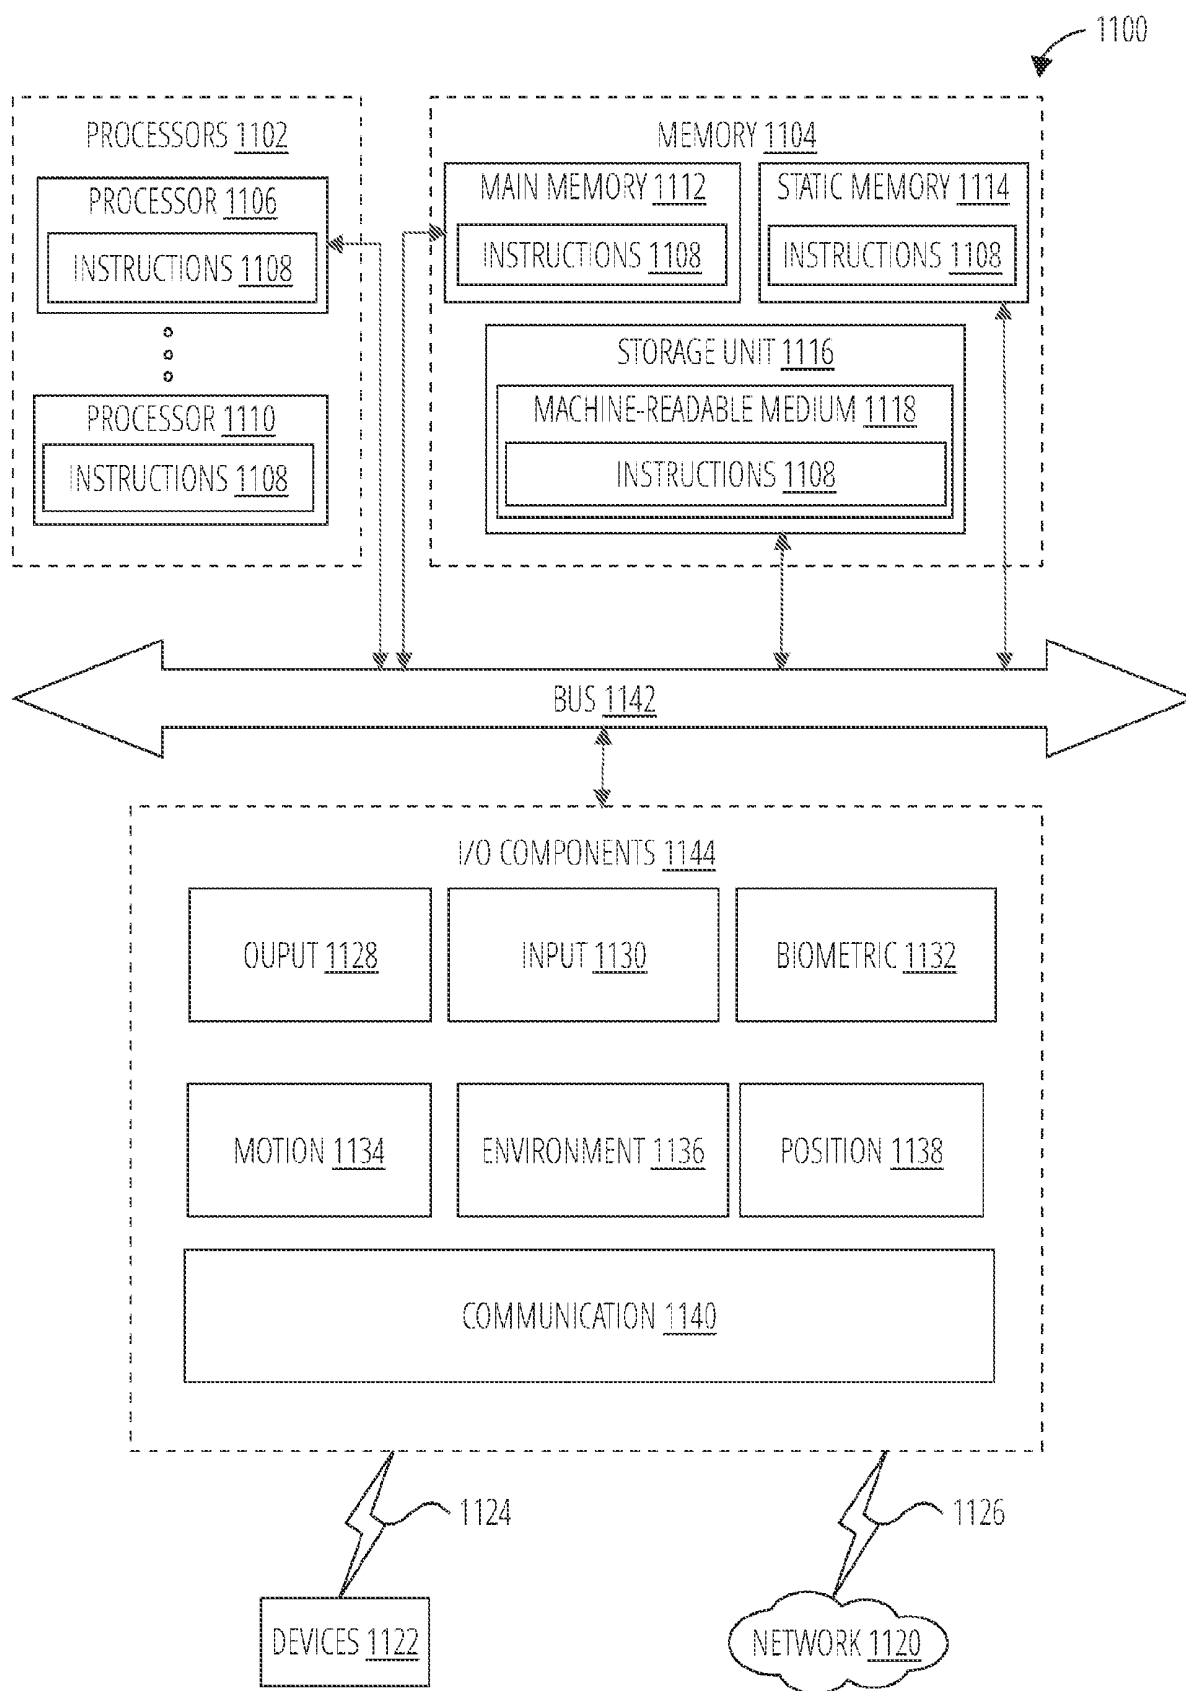 1100
PROCESSORS 1102
PROCESSOR 1106
INSTRUCTIONS 1108
PROCESSOR 1110
INSTRUCTIONS 1108
MEMORY 1104
MAIN MEMORY 1112
INSTRUCTIONS 1108
STATIC MEMORY 1114
INSTRUCTIONS 1108
STORAGE UNIT 1116
MACHINE-READABLE MEDIUM 1118
INSTRUCTIONS 1108
BUS 1142
I/O COMPONENTS 1144
OUPUT 1128
INPUT 1130
BIOMETRIC 1132
MOTION 1134
ENVIRONMENT 1136
POSITION 1138
COMMUNICATION 1140
1124
1126
DEVICES 1122
NETWORK 1120